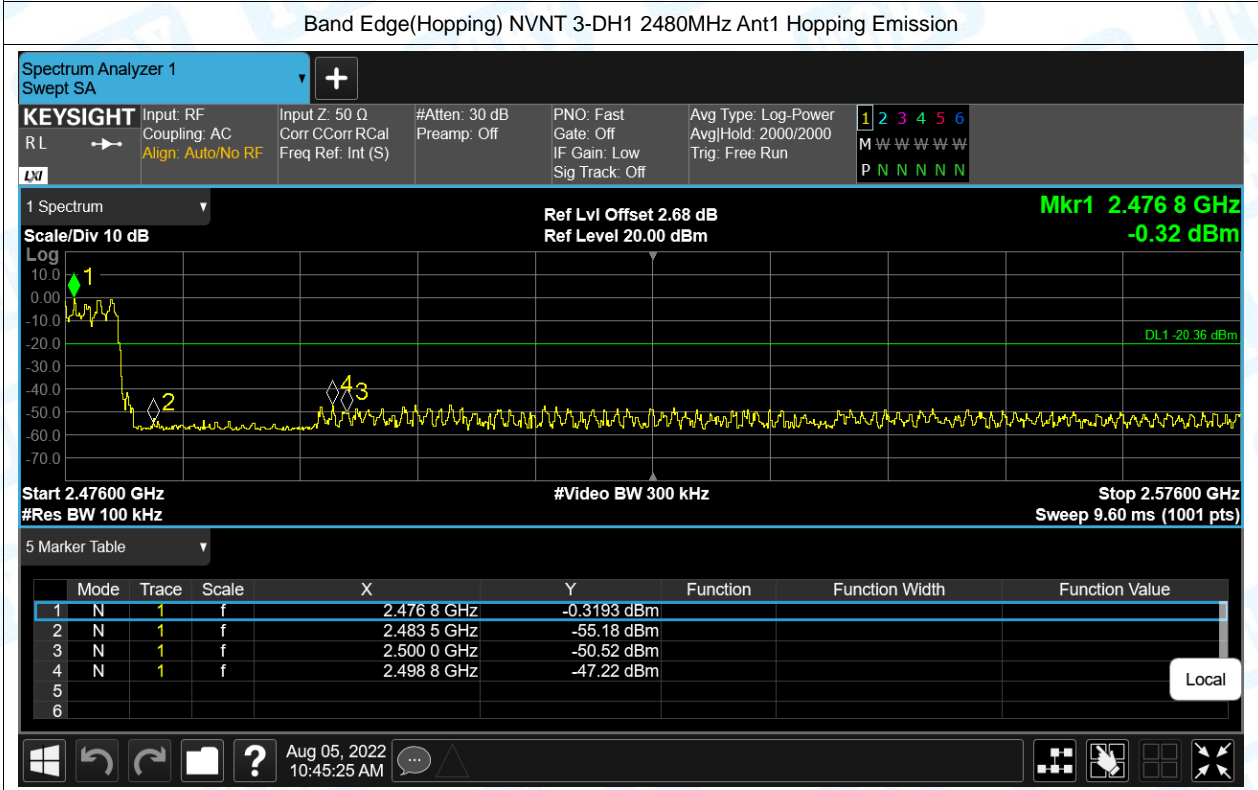 Band Edge(Hopping) NVNT 3-DH1 2480MHz Ant1 Hopping Emission
Spectrum Analyzer 1
Swept SA
KEYSIGHT
RL
LXI
Input: RF
Coupling: AC
Align: Auto/No RF
Input Z: 50 Ω
Corr CCorr RCal
Freq Ref: Int (S)
#Atten: 30 dB
Preamp: Off
PNO: Fast
Gate: Off
IF Gain: Low
Sig Track: Off
Avg Type: Log-Power
Avg|Hold: 2000/2000
Trig: Free Run
1 2 3 4 5 6
M W W W W W
P N N N N N
1 Spectrum
Scale/Div 10 dB
Ref Lvl Offset 2.68 dB
Ref Level 20.00 dBm
Mkr1 2.476 8 GHz
-0.32 dBm
Log
10.0
0.00
-10.0
-20.0
-30.0
-40.0
-50.0
-60.0
-70.0
1
2
4
3
DL1 -20.36 dBm
Start 2.47600 GHz
#Video BW 300 kHz
Stop 2.57600 GHz
#Res BW 100 kHz
Sweep 9.60 ms (1001 pts)
5 Marker Table
Mode Trace Scale X Y Function Function Width Function Value
1 N 1 f 2.476 8 GHz -0.3193 dBm
2 N 1 f 2.483 5 GHz -55.18 dBm
3 N 1 f 2.500 0 GHz -50.52 dBm
4 N 1 f 2.498 8 GHz -47.22 dBm
5
6
Local
?
Aug 05, 2022
10:45:25 AM